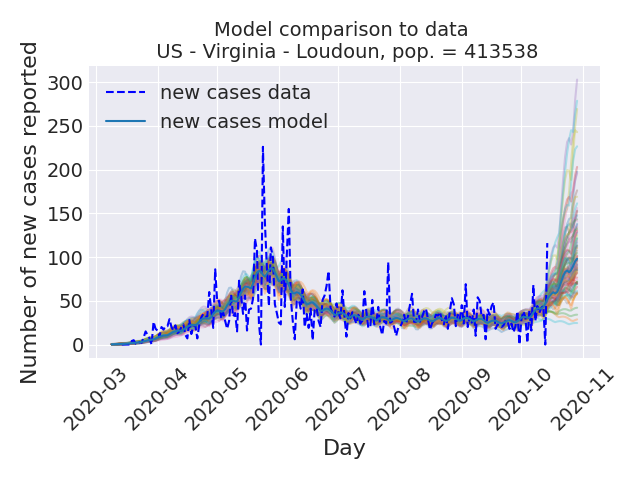 Model comparison to data
US - Virginia - Loudoun, pop. = 413538
new cases data
new cases model
Number of new cases reported
300
250
200
150
100
50
0
2020-03
2020-04
2020-05
2020-06
2020-07
2020-08
2020-09
2020-10
2020-11
Day